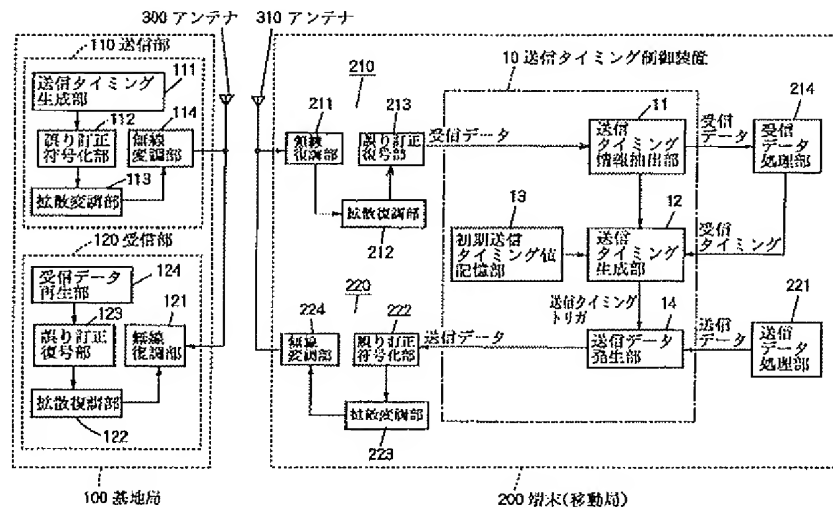 300 アンテナ
310 アンテナ
110 送信部
111
送信タイミング
生成部
112
114
誤り訂正
符号化部
無線
変調部
113
拡散変調部
120 受信部
124
受信データ
再生部
123
121
誤り訂正
復号部
無線
復調部
拡散復調部
122
100 基地局
210
211
213
無線
復調部
誤り訂正
復号部
受信データ
拡散復調部
212
10 送信タイミング制御装置
11
送信
タイミング
情報抽出部
受信
データ
214
受信
データ
処理部
13
初期送信
タイミング値
記憶部
12
送信
タイミング
生成部
受信
タイミング
送信タイミング
トリガ
14
送信データ
発生部
送信
データ
221
送信
データ
処理部
220
224
222
無線
変調部
誤り訂正
符号化部
送信データ
拡散変調部
223
200 端末(移動局)